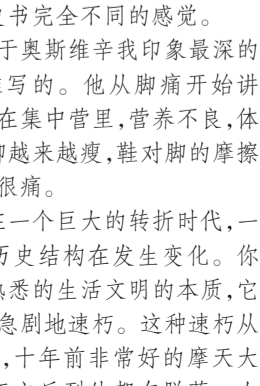 书完全不同的感觉。
于奥斯维辛我印象最深的
写的。他从脚痛开始讲
在集中营里,营养不良,体
脚越来越瘦,鞋对脚的摩擦
很痛。
一个巨大的转折时代,一
历史结构在发生变化。你
熟悉的生活文明的本质,它
急剧地速朽。这种速朽从
,十年前非常好的摩天大